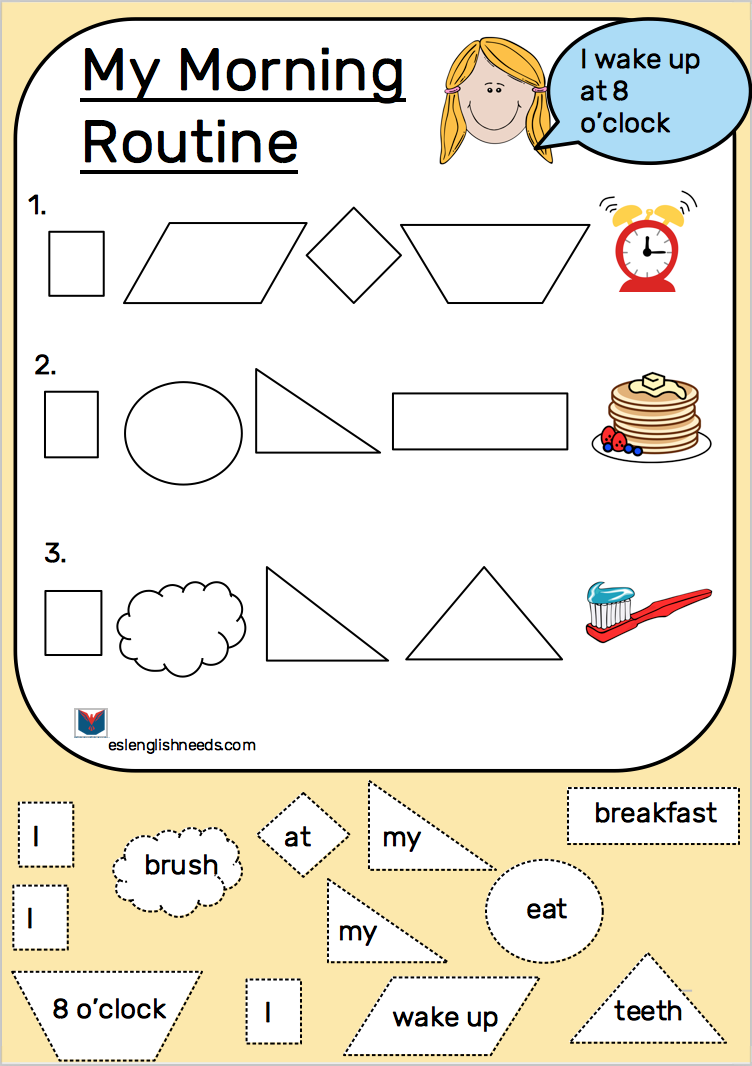 My Morning
Routine
I wake up
at 8
o’clock
1.
2.
3.
eslenglishneeds.com
breakfast
I
brush
at
my
I
my
eat
8 o’clock
I
wake up
teeth